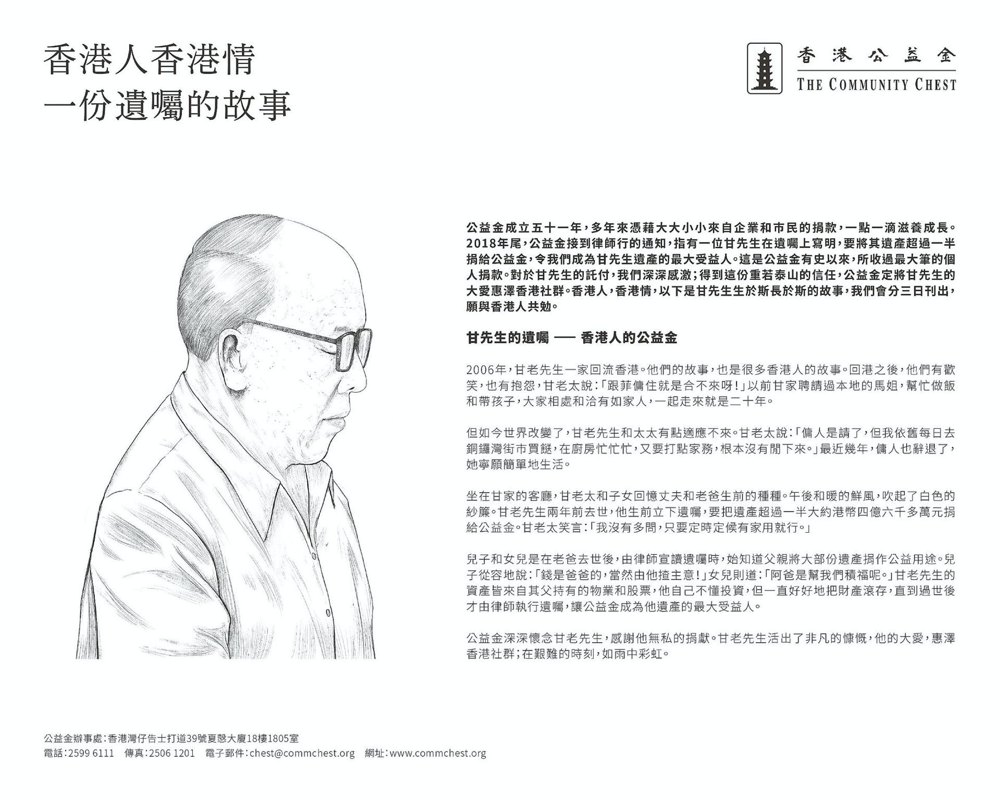 香港人香港情
一份遺囑的故事
香港公益金
THE COMMUNITY CHEST
公益金成立五十一年，多年來憑藉大大小小來自企業和市民的捐款，一點一滴滋養成長。
2018年尾，公益金接到律師行的通知，指有一位甘先生在遺囑上寫明，要將其遺產超過一半
捐給公益金，令我們成為甘先生遺產的最大受益人。這是公益金有史以來，所收過最大筆的個
人捐款。對於甘先生的託付，我們深深感激；得到這份重若泰山的信任，公益金定將甘先生的
大愛惠澤香港社群。香港人，香港情，以下是甘先生生於斯長於斯的故事，我們會分三日刊出，
願與香港人共勉。
甘先生的遺囑 —— 香港人的公益金
2006年，甘老先生一家回流香港。他們的故事，也是很多香港人的故事。回港之後，他們有歡
笑，也有抱怨，甘老太說：「跟菲傭住就是合不來呀！」以前甘家聘請過本地的馬姐，幫忙做飯
和帶孩子，大家相處和洽有如家人，一起走來就是二十年。
但如今世界改變了，甘老先生和太太有點適應不來。甘老太說：「傭人是請了，但我依舊每日去
銅鑼灣街市買餸，在廚房忙忙忙，又要打點家務，根本沒有閒下來。」最近幾年，傭人也辭退了，
她寧願簡單地生活。
坐在甘家的客廳，甘老太和子女回憶丈夫和老爸生前的種種。午後和暖的鮮風，吹起了白色的
紗簾。甘老先生兩年前去世，他生前立下遺囑，要把遺產超過一半大約港幣四億六千多萬元捐
給公益金。甘老太笑言：「我沒有多問，只要定時定候有家用就行。」
兒子和女兒是在老爸去世後，由律師宣讀遺囑時，始知道父親將大部份遺產捐作公益用途。兒
子從容地說：「錢是爸爸的，當然由他揸主意！」女兒則道：「阿爸是幫我們積福呢。」甘老先生的
資產皆來自其父持有的物業和股票，他自己不懂投資，但一直好好地把財產滾存，直到過世後
才由律師執行遺囑，讓公益金成為他遺產的最大受益人。
公益金深深懷念甘老先生，感謝他無私的捐獻。甘老先生活出了非凡的慷慨，他的大愛，惠澤
香港社群；在艱難的時刻，如雨中彩虹。
公益金辦事處：香港灣仔告士打道39號夏慤大廈18樓1805室
電話：2599 6111 傳真：2506 1201 電子郵件：chest@commchest.org 網址：www.commchest.org